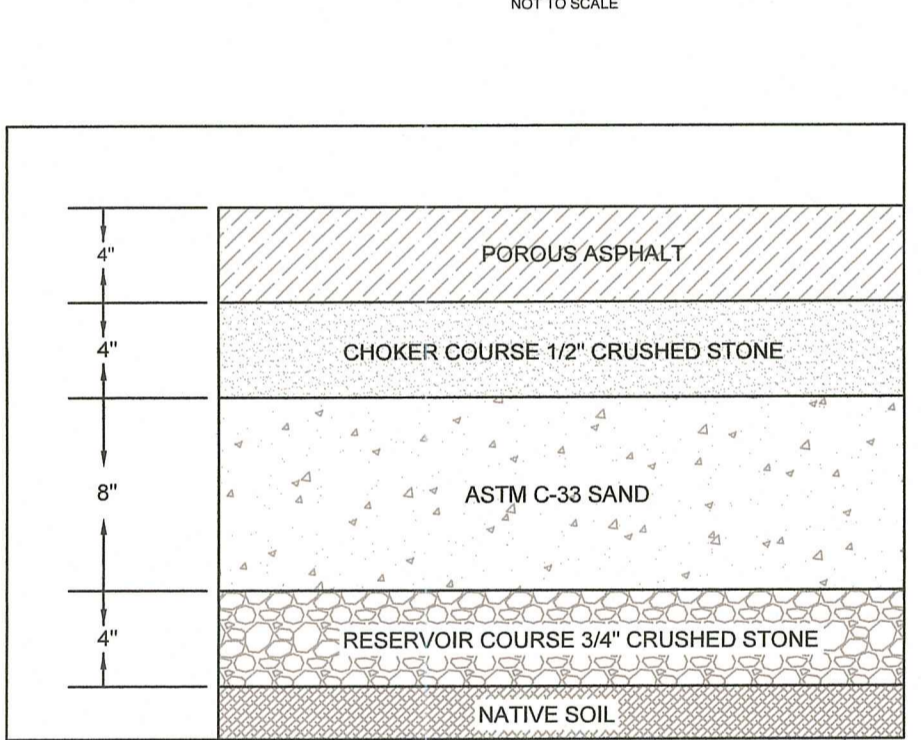 NOT TO SCALE
4" POROUS ASPHALT
4" CHOKER COURSE 1/2" CRUSHED STONE
8" ASTM C-33 SAND
4" RESERVOIR COURSE 3/4" CRUSHED STONE
NATIVE SOIL